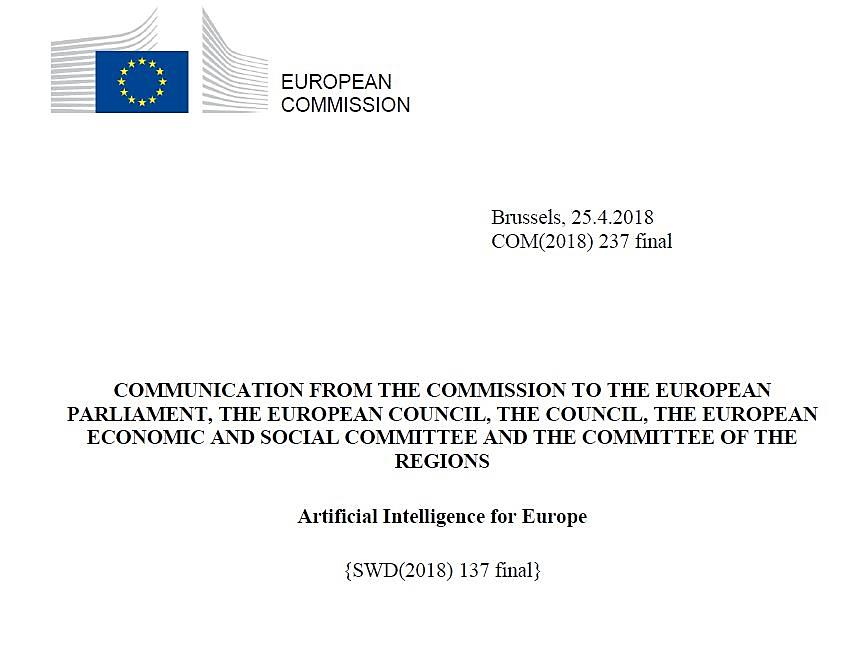 EUROPEAN
COMMISSION
Brussels, 25.4.2018
COM(2018) 237 final
COMMUNICATION FROM THE COMMISSION TO THE EUROPEAN
PARLIAMENT, THE EUROPEAN COUNCIL, THE COUNCIL, THE EUROPEAN
ECONOMIC AND SOCIAL COMMITTEE AND THE COMMITTEE OF THE
REGIONS
Artificial Intelligence for Europe
{SWD(2018) 137 final}